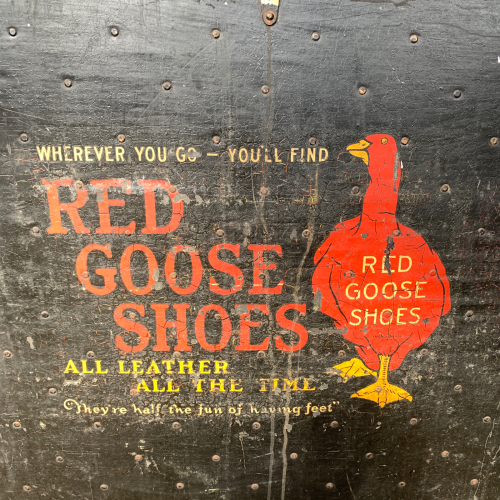 WHEREVER YOU GO – YOU'LL FIND
RED
GOOSE
SHOES
ALL LEATHER
ALL THE TIME
"They're half the fun of having feet"
RED
GOOSE
SHOES